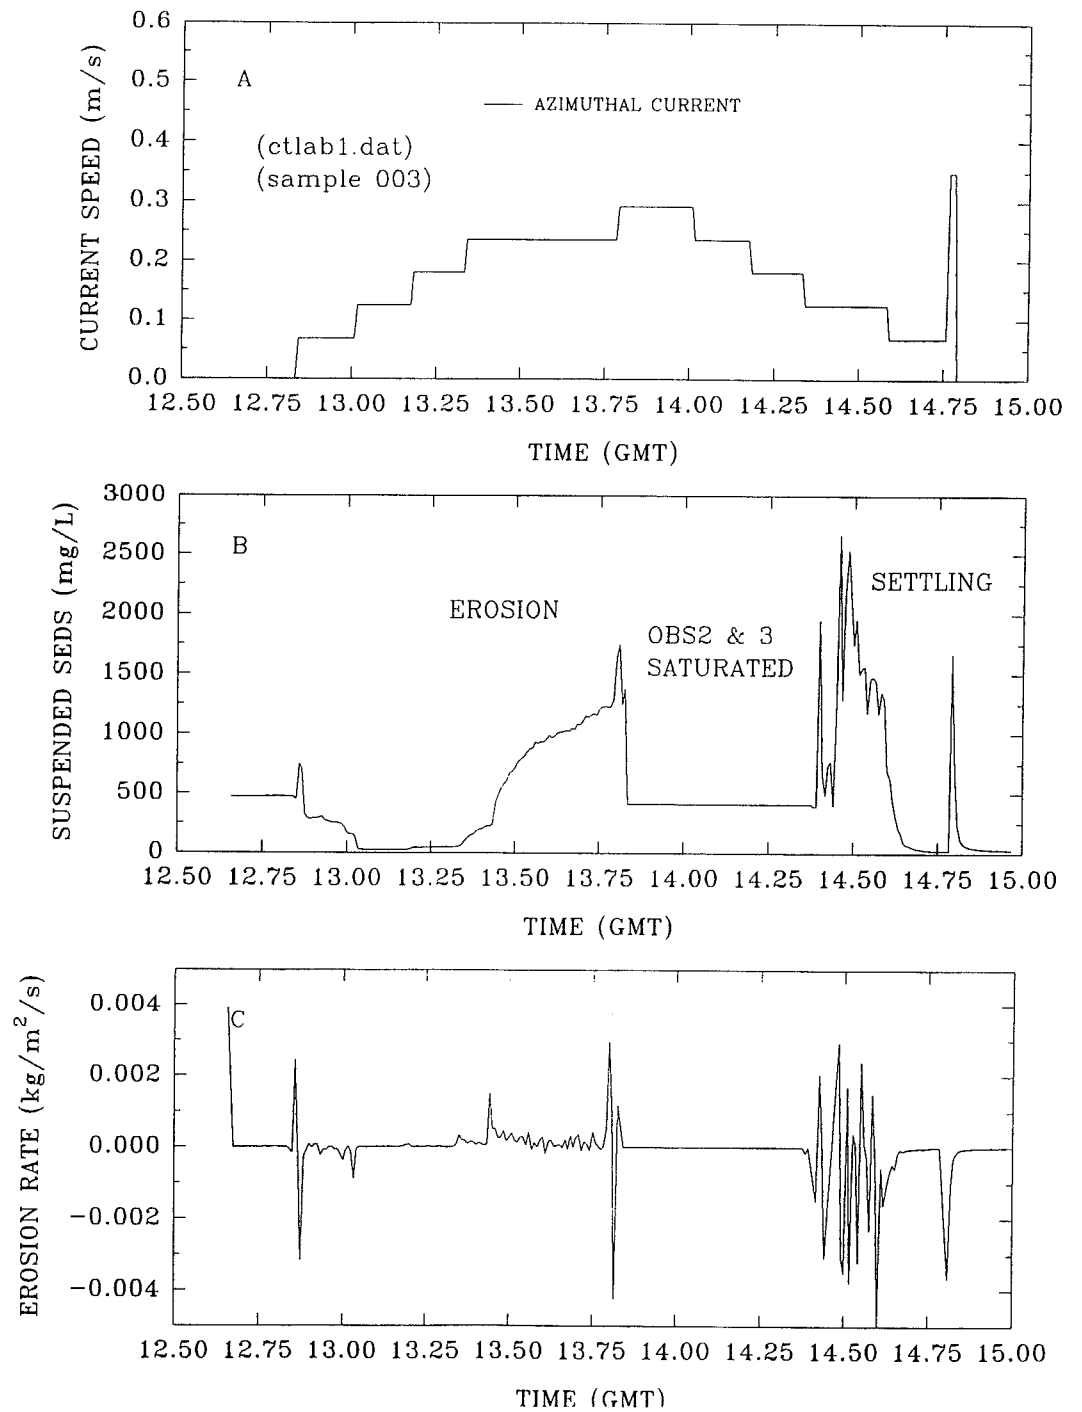 0.6
0.5
0.4
0.3
0.2
0.1
0.0
CURRENT SPEED (m/s)
A
AZIMUTHAL CURRENT
(ctlab1.dat)
(sample 003)
12.50 12.75 13.00 13.25 13.50 13.75 14.00 14.25 14.50 14.75 15.00
TIME (GMT)
3000
2500
2000
1500
1000
500
0
SUSPENDED SEDS (mg/L)
B
EROSION
OBS2 & 3
SATURATED
SETTLING
12.50 12.75 13.00 13.25 13.50 13.75 14.00 14.25 14.50 14.75 15.00
TIME (GMT)
0.004
0.002
0.000
−0.002
−0.004
EROSION RATE (kg/m²/s)
C
12.50 12.75 13.00 13.25 13.50 13.75 14.00 14.25 14.50 14.75 15.00
TIME (GMT)